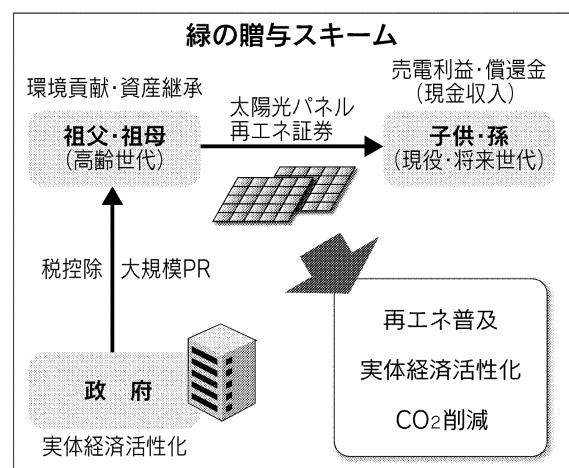 緑の贈与スキーム
環境貢献・資産継承
祖父・祖母
(高齢世代)
太陽光パネル
再エネ証券
売電利益・償還金
(現金収入)
子供・孫
(現役・将来世代)
税控除 大規模PR
政 府
実体経済活性化
再エネ普及
実体経済活性化
CO2削減